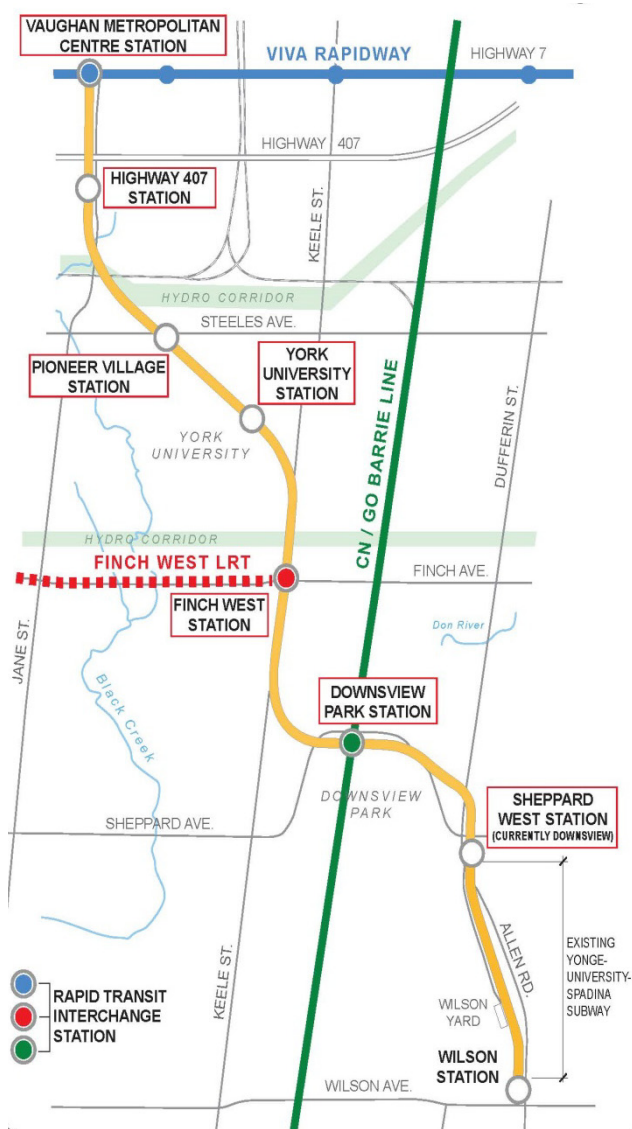 VAUGHAN METROPOLITAN
CENTRE STATION
VIVA RAPIDWAY
HIGHWAY 7
HIGHWAY 407
HIGHWAY 407
STATION
KEELE ST.
HYDRO CORRIDOR
STEELES AVE.
PIONEER VILLAGE
STATION
YORK
UNIVERSITY
STATION
YORK
UNIVERSITY
CN / GO BARRIE LINE
DUFFERIN ST.
HYDRO CORRIDOR
FINCH WEST LRT
FINCH AVE.
FINCH WEST
STATION
Don River
JANE ST.
Black Creek
DOWNSVIEW
PARK STATION
DOWNSVIEW
PARK
SHEPPARD AVE.
SHEPPARD
WEST STATION
(CURRENTLY DOWNSVIEW)
ALLEN RD.
EXISTING
YONGE-
UNIVERSITY-
SPADINA
SUBWAY
KEELE ST.
RAPID TRANSIT
INTERCHANGE
STATION
WILSON
YARD
WILSON
STATION
WILSON AVE.